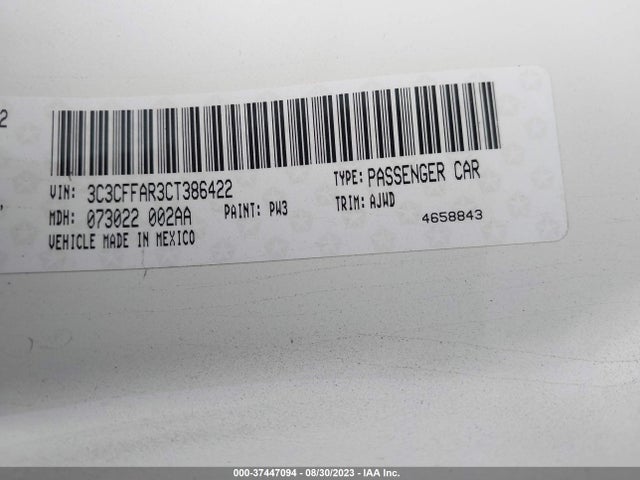 2
VIN: 3C3CFFAR3CT386422 TYPE: PASSENGER CAR
MDH: 073022 002AA PAINT: PW3 TRIM: AJWD
VEHICLE MADE IN MEXICO 4658843
000-37447094 - 08/30/2023 - IAA Inc.